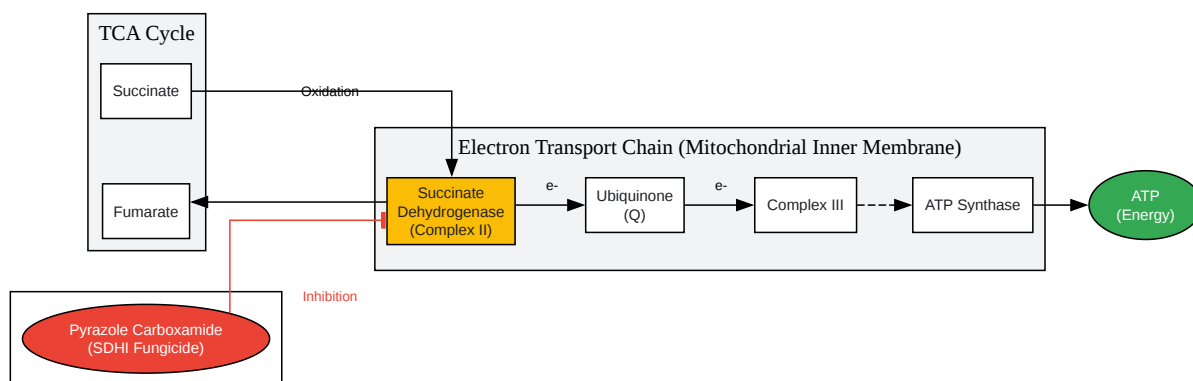 TCA Cycle
Succinate
Oxidation
Electron Transport Chain (Mitochondrial Inner Membrane)
Succinate
Dehydrogenase
(Complex II)
e-
Ubiquinone
(Q)
e-
Complex III
ATP Synthase
ATP
(Energy)
Fumarate
Inhibition
Pyrazole Carboxamide
(SDHI Fungicide)